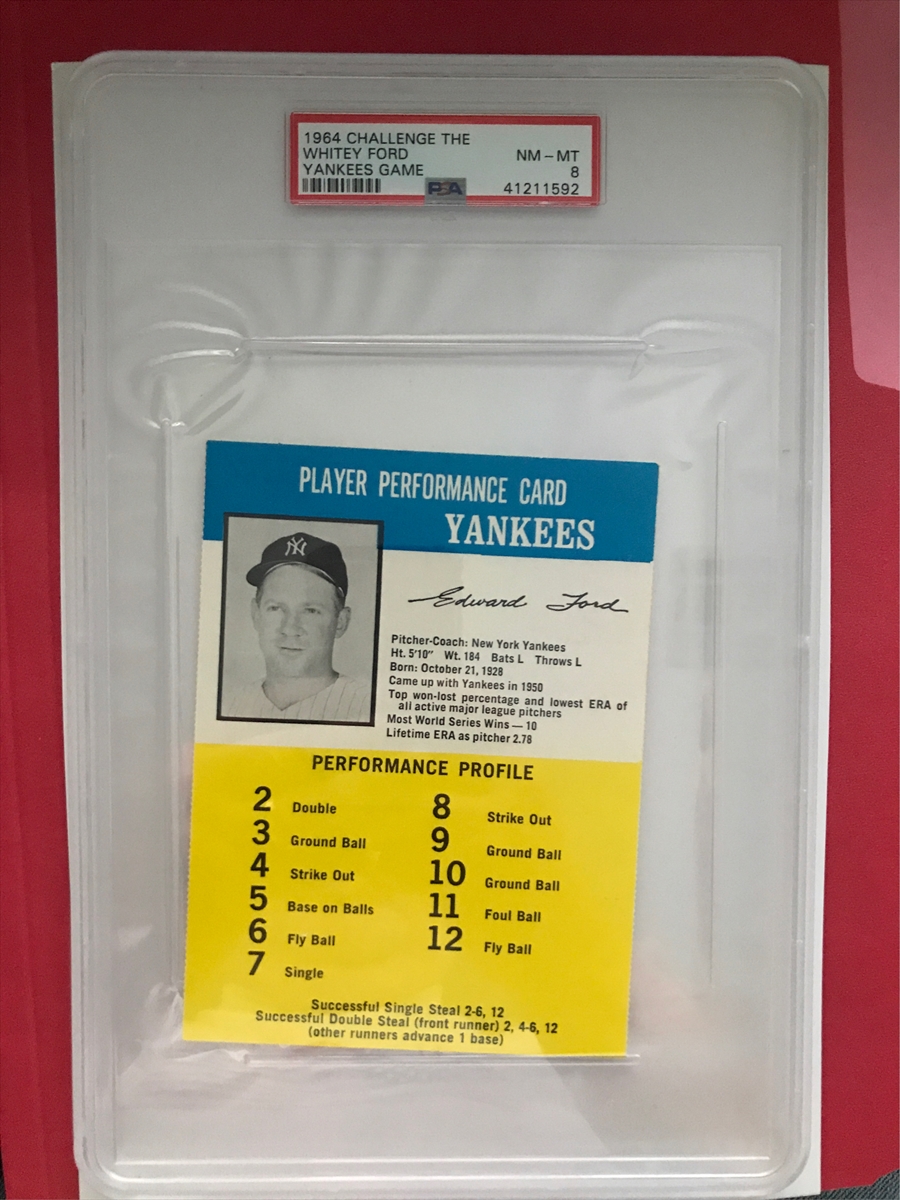 1964 CHALLENGE THE
WHITEY FORD
YANKEES GAME
NM – MT
8
PSA
41211592
PLAYER PERFORMANCE CARD
YANKEES
NY
Edward Ford
Pitcher-Coach: New York Yankees
Ht. 5'10" Wt. 184 Bats L Throws L
Born: October 21, 1928
Came up with Yankees in 1950
Top won-lost percentage and lowest ERA of
all active major league pitchers
Most World Series Wins — 10
Lifetime ERA as pitcher 2.78
PERFORMANCE PROFILE
2 Double
3 Ground Ball
4 Strike Out
5 Base on Balls
6 Fly Ball
7 Single
8 Strike Out
9 Ground Ball
10 Ground Ball
11 Foul Ball
12 Fly Ball
Successful Single Steal 2-6, 12
Successful Double Steal (front runner) 2, 4-6, 12
(other runners advance 1 base)